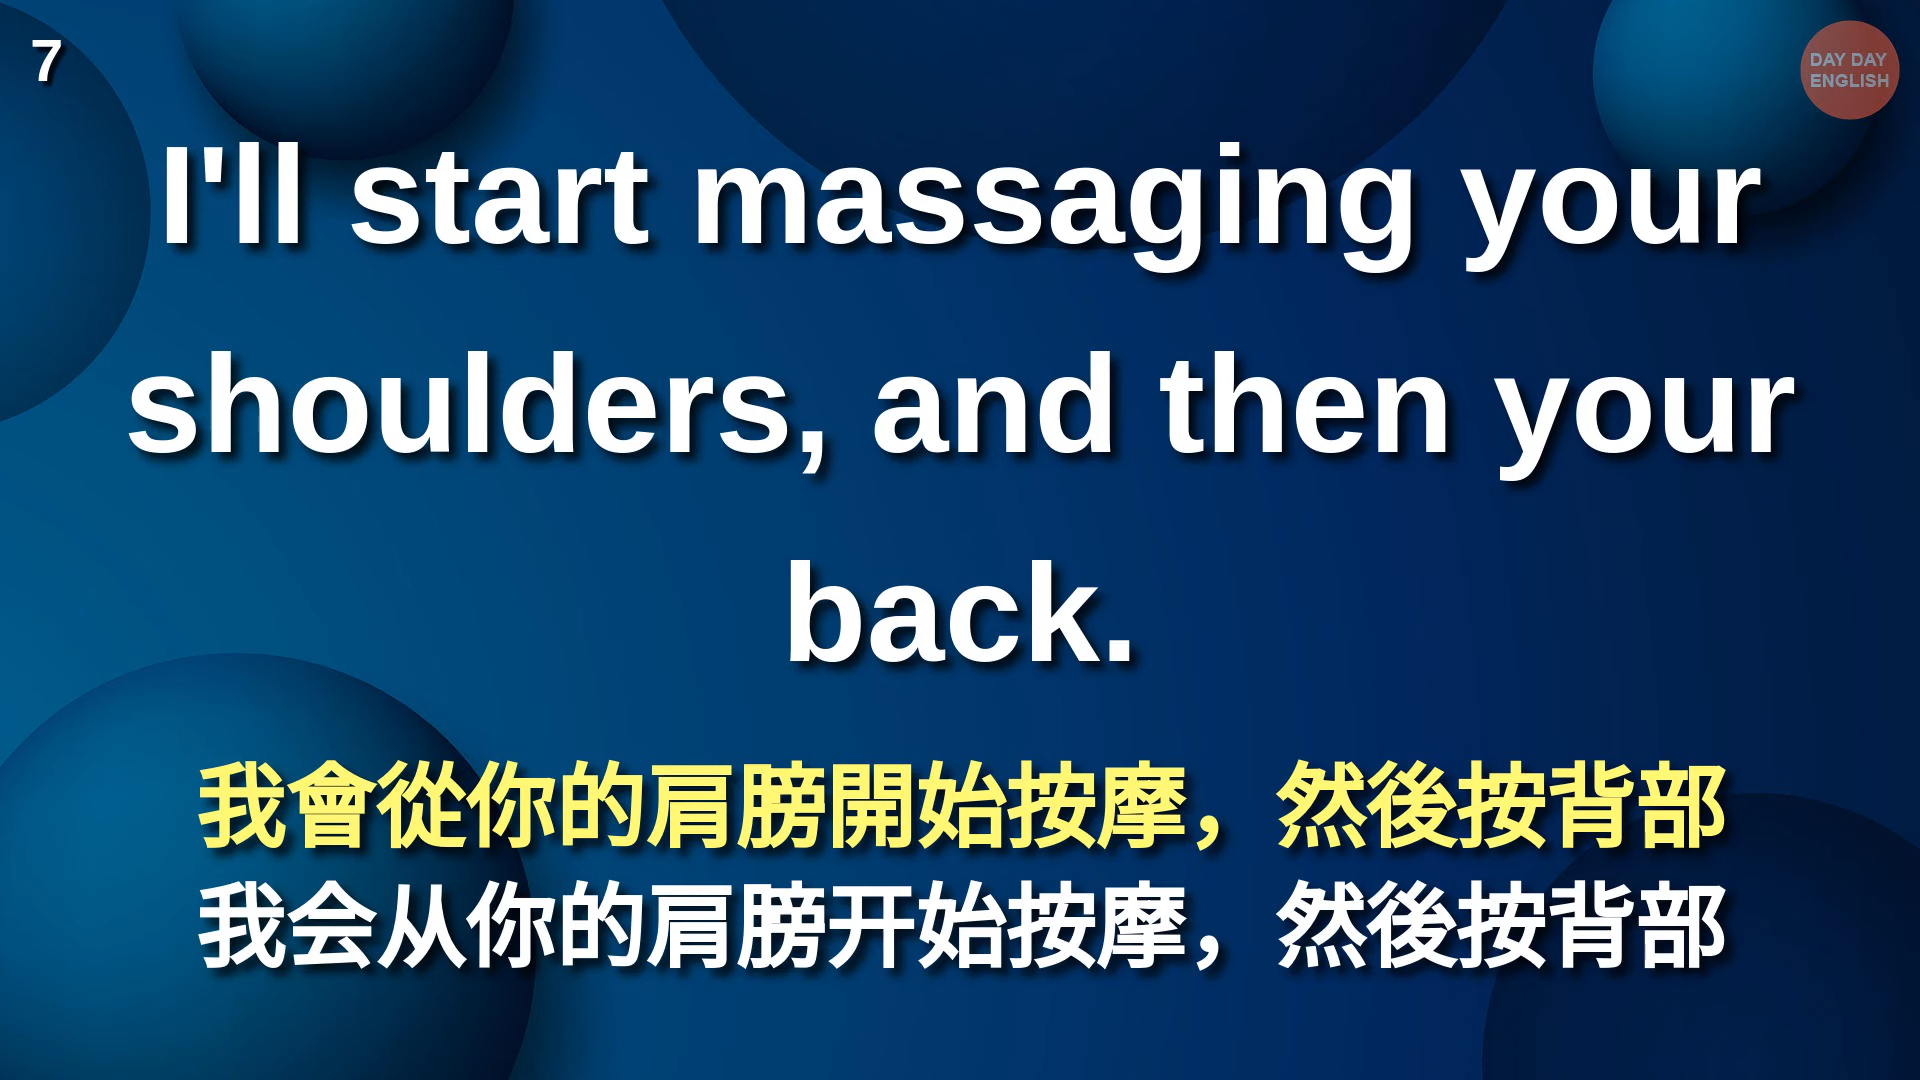 7
DAY DAY
ENGLISH
I'll start massaging your
shoulders, and then your
back.
我會從你的肩膀開始按摩，然後按背部
我会从你的肩膀开始按摩，然後按背部